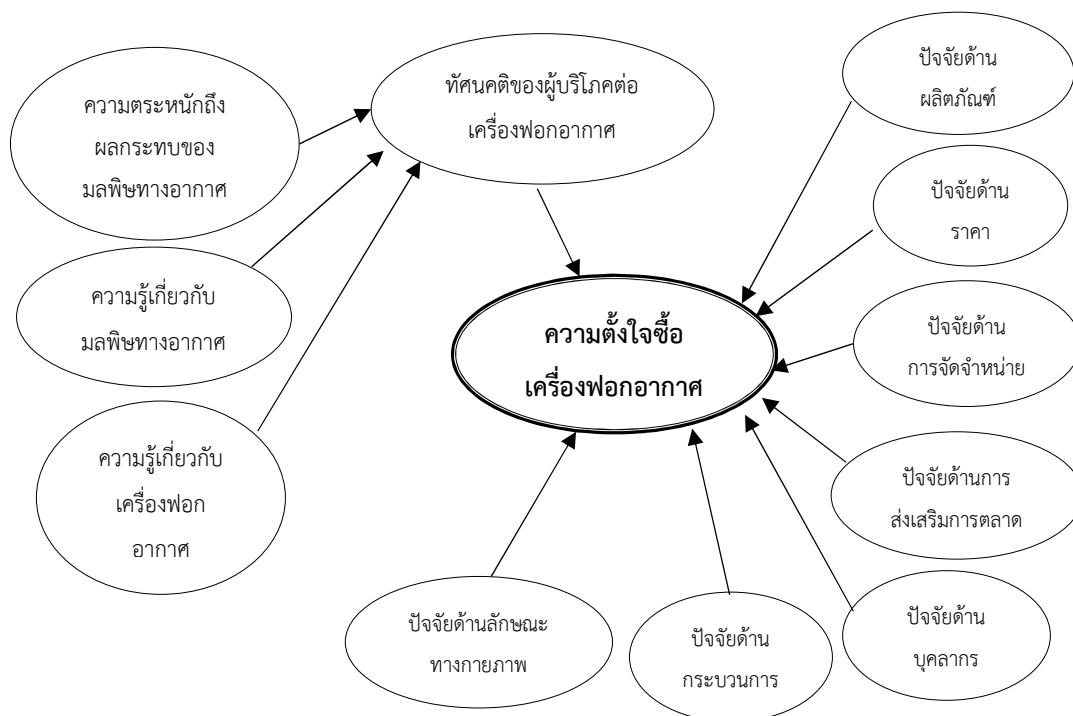 ความตระหนักถึง
ผลกระทบของ
มลพิษทางอากาศ
ทัศนคติของผู้บริโภคต่อ
เครื่องฟอกอากาศ
ปัจจัยด้าน
ผลิตภัณฑ์
ปัจจัยด้าน
ราคา
ความรู้เกี่ยวกับ
มลพิษทางอากาศ
ความตั้งใจซื้อ
เครื่องฟอกอากาศ
ปัจจัยด้าน
การจัดจำหน่าย
ความรู้เกี่ยวกับ
เครื่องฟอก
อากาศ
ปัจจัยด้านการ
ส่งเสริมการตลาด
ปัจจัยด้านลักษณะ
ทางกายภาพ
ปัจจัยด้าน
กระบวนการ
ปัจจัยด้าน
บุคลากร